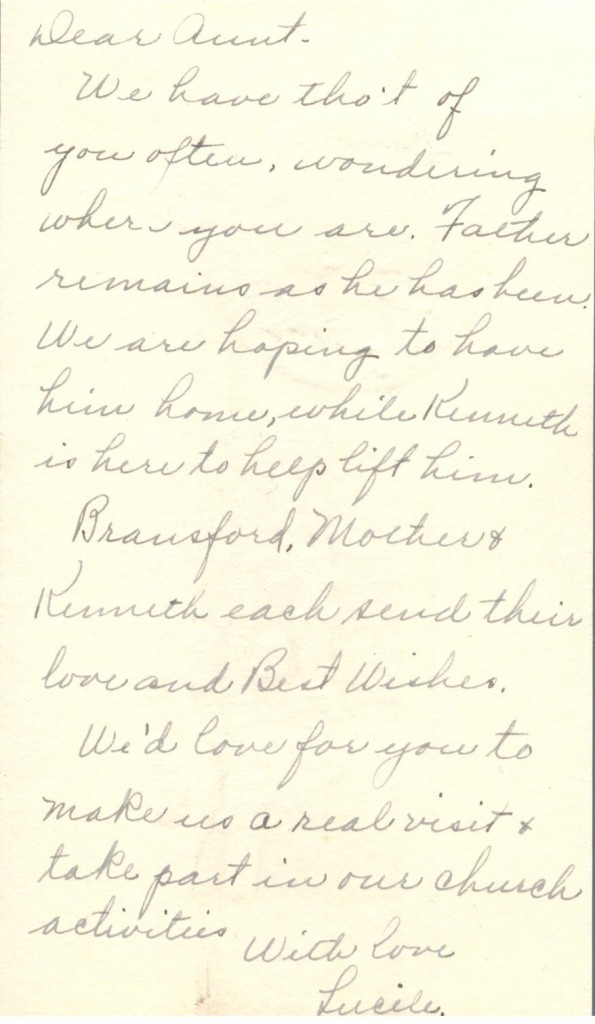 Dear Aunt-
We have tho't of
you often, wondering
where you are. Father
remains as he has been.
We are hoping to have
him home, while Kenneth
is here to help lift him.
Bransford, Mother &
Kenneth each send their
love and Best Wishes.
We'd love for you to
make us a real visit &
take part in our church
activities
With love
Lucile.